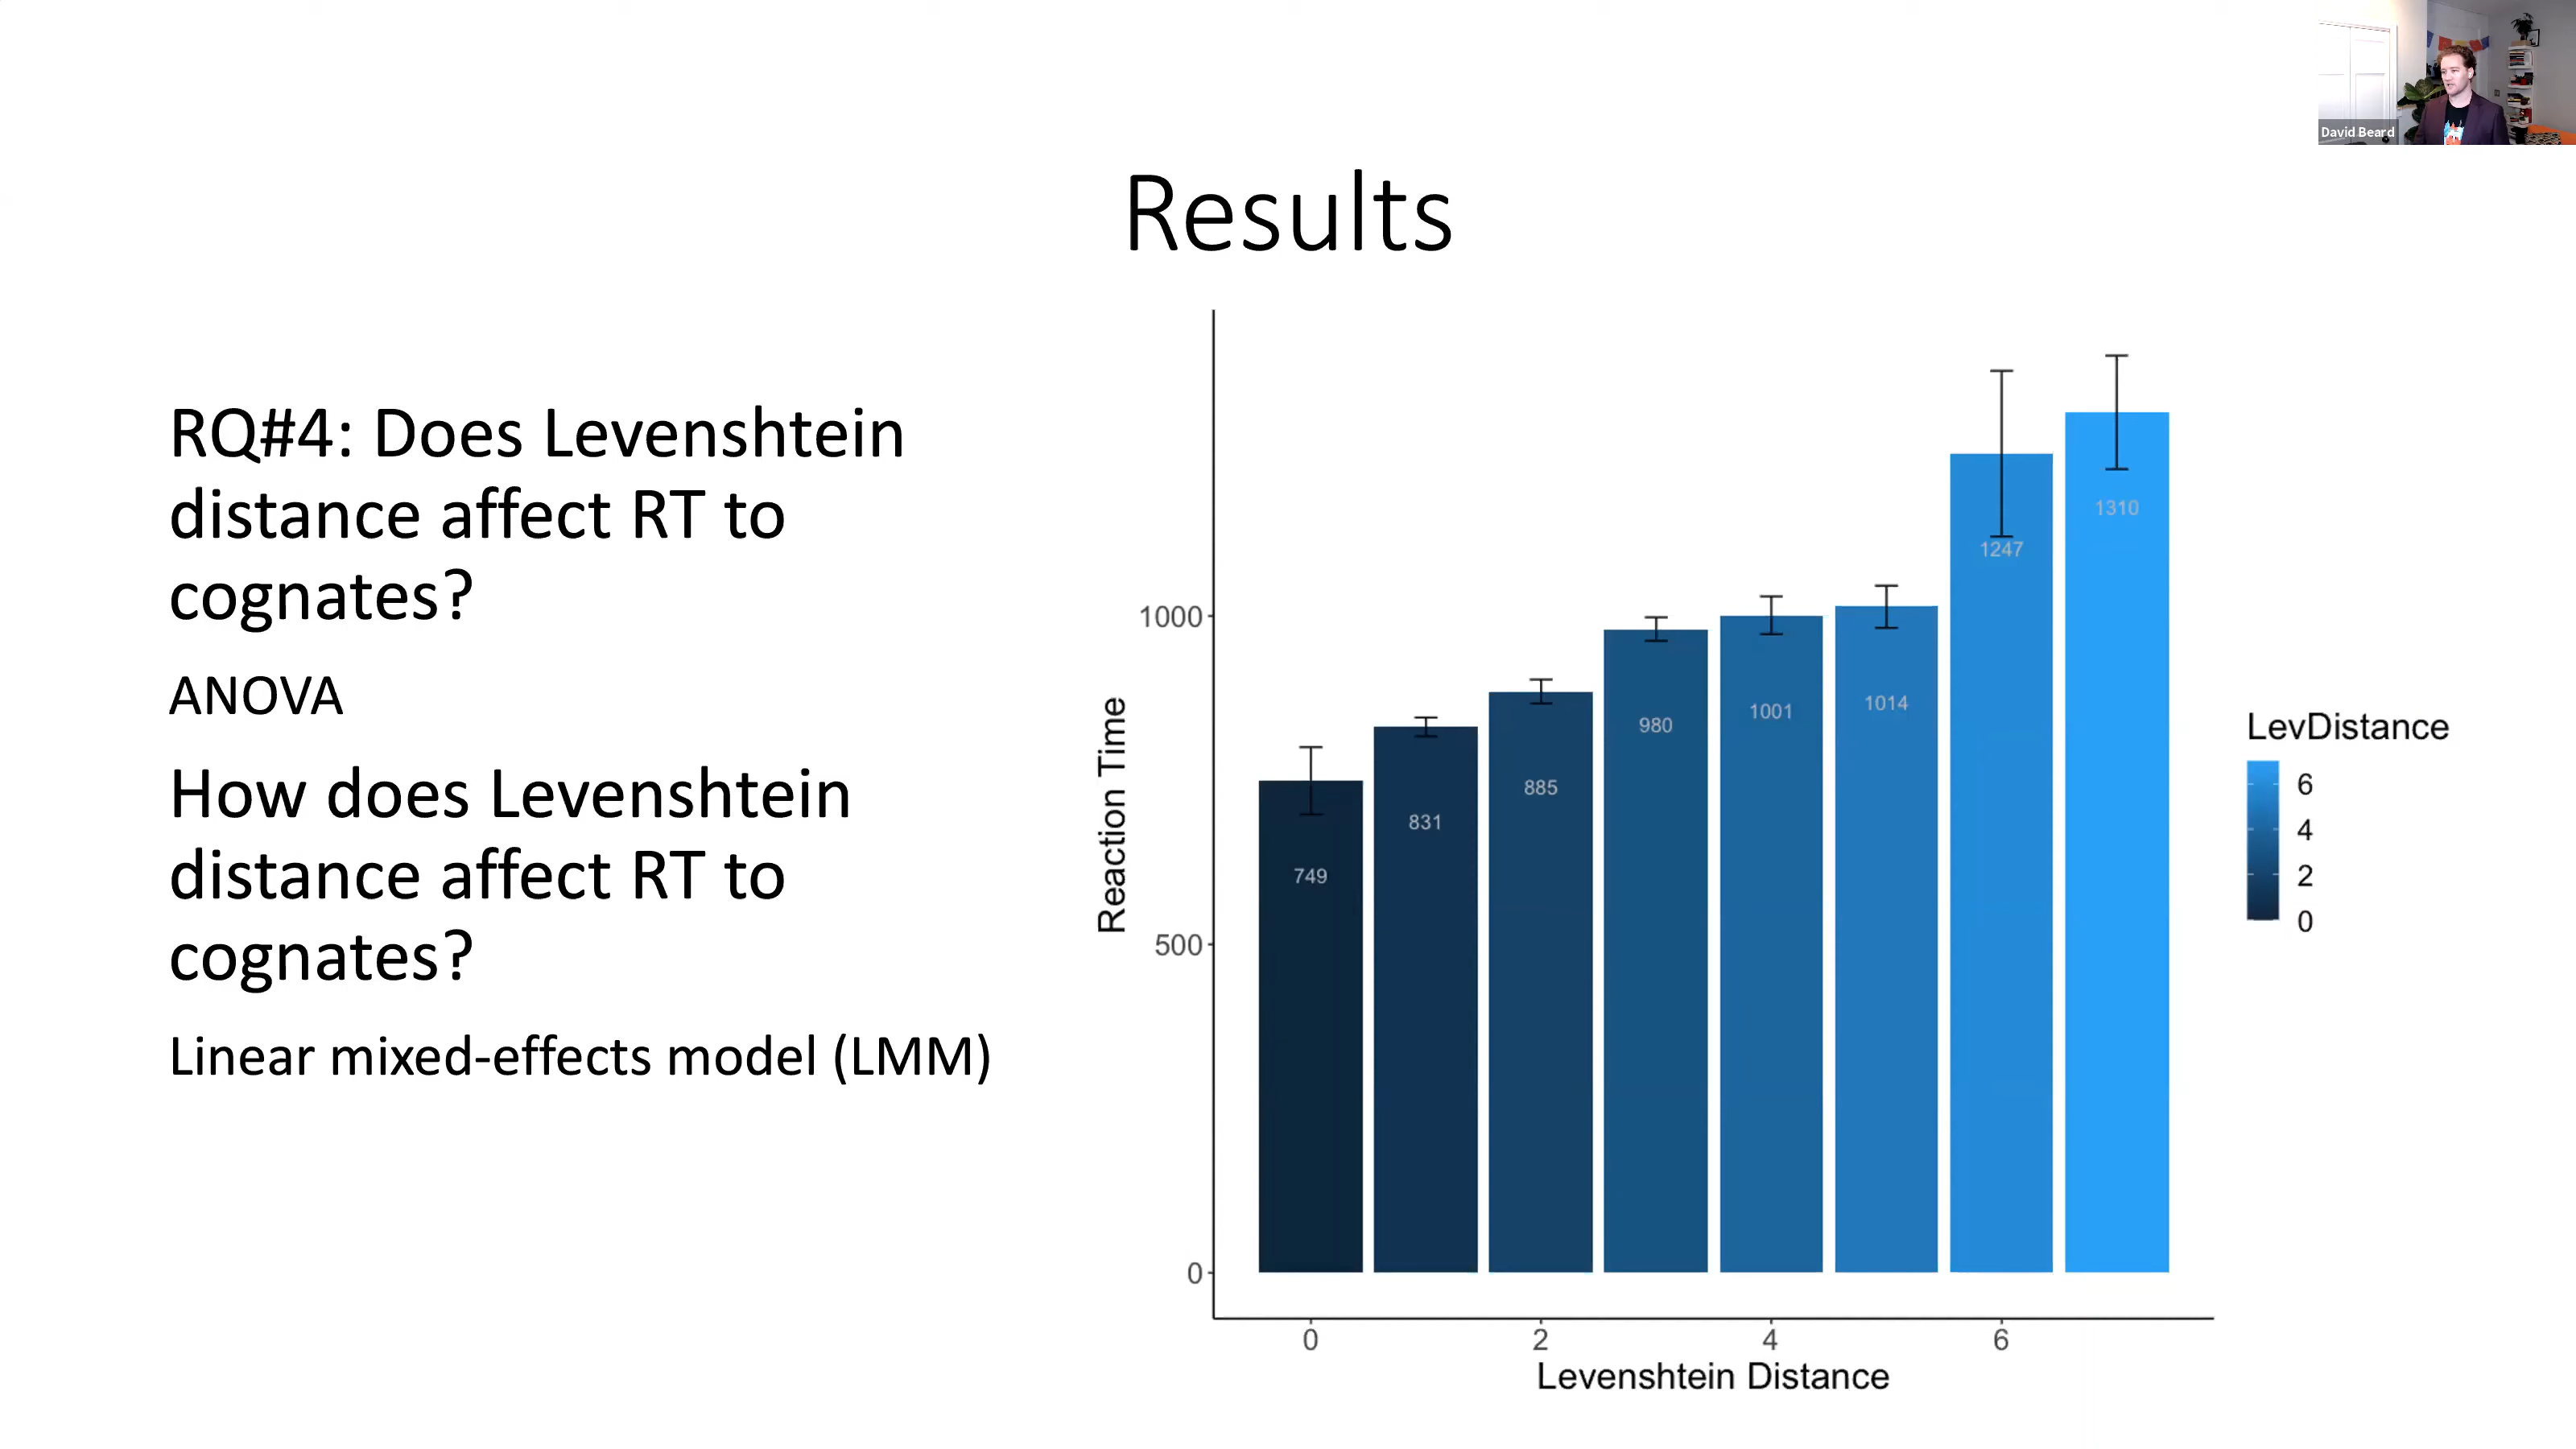 David Beard
Results
RQ#4: Does Levenshtein
distance affect RT to
cognates?
ANOVA
How does Levenshtein
distance affect RT to
cognates?
Linear mixed-effects model (LMM)
Reaction Time
1000
500
0
749
831
885
980
1001
1014
1247
1310
0
2
4
6
Levenshtein Distance
LevDistance
6
4
2
0